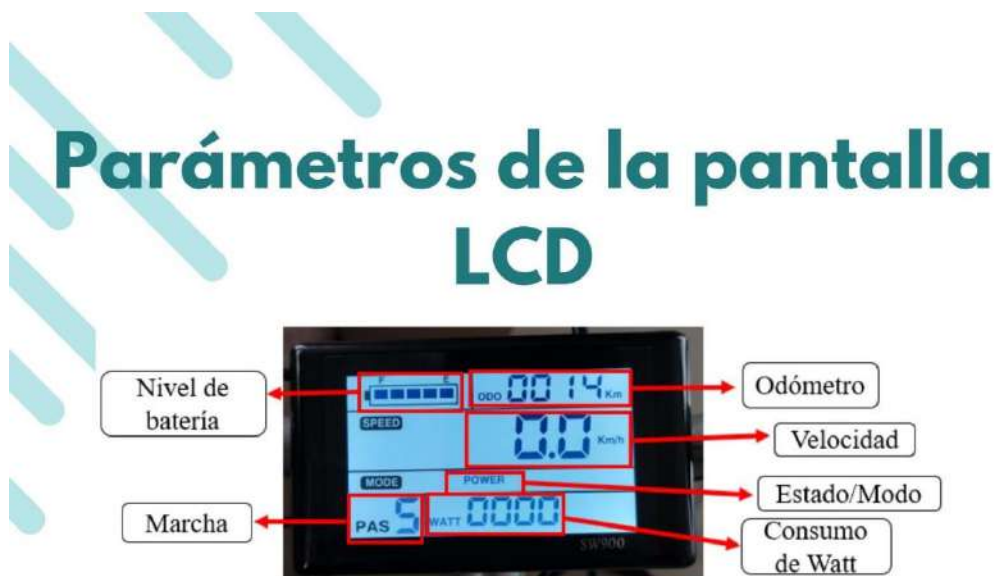 Parámetros de la pantalla
LCD
Nivel de
batería
F E
ODO 0014 Km
Odómetro
SPEED
0.0 Km/h
Velocidad
MODE
POWER
Estado/Modo
Marcha
PAS 5
WATT 0000
Consumo
de Watt
SW900